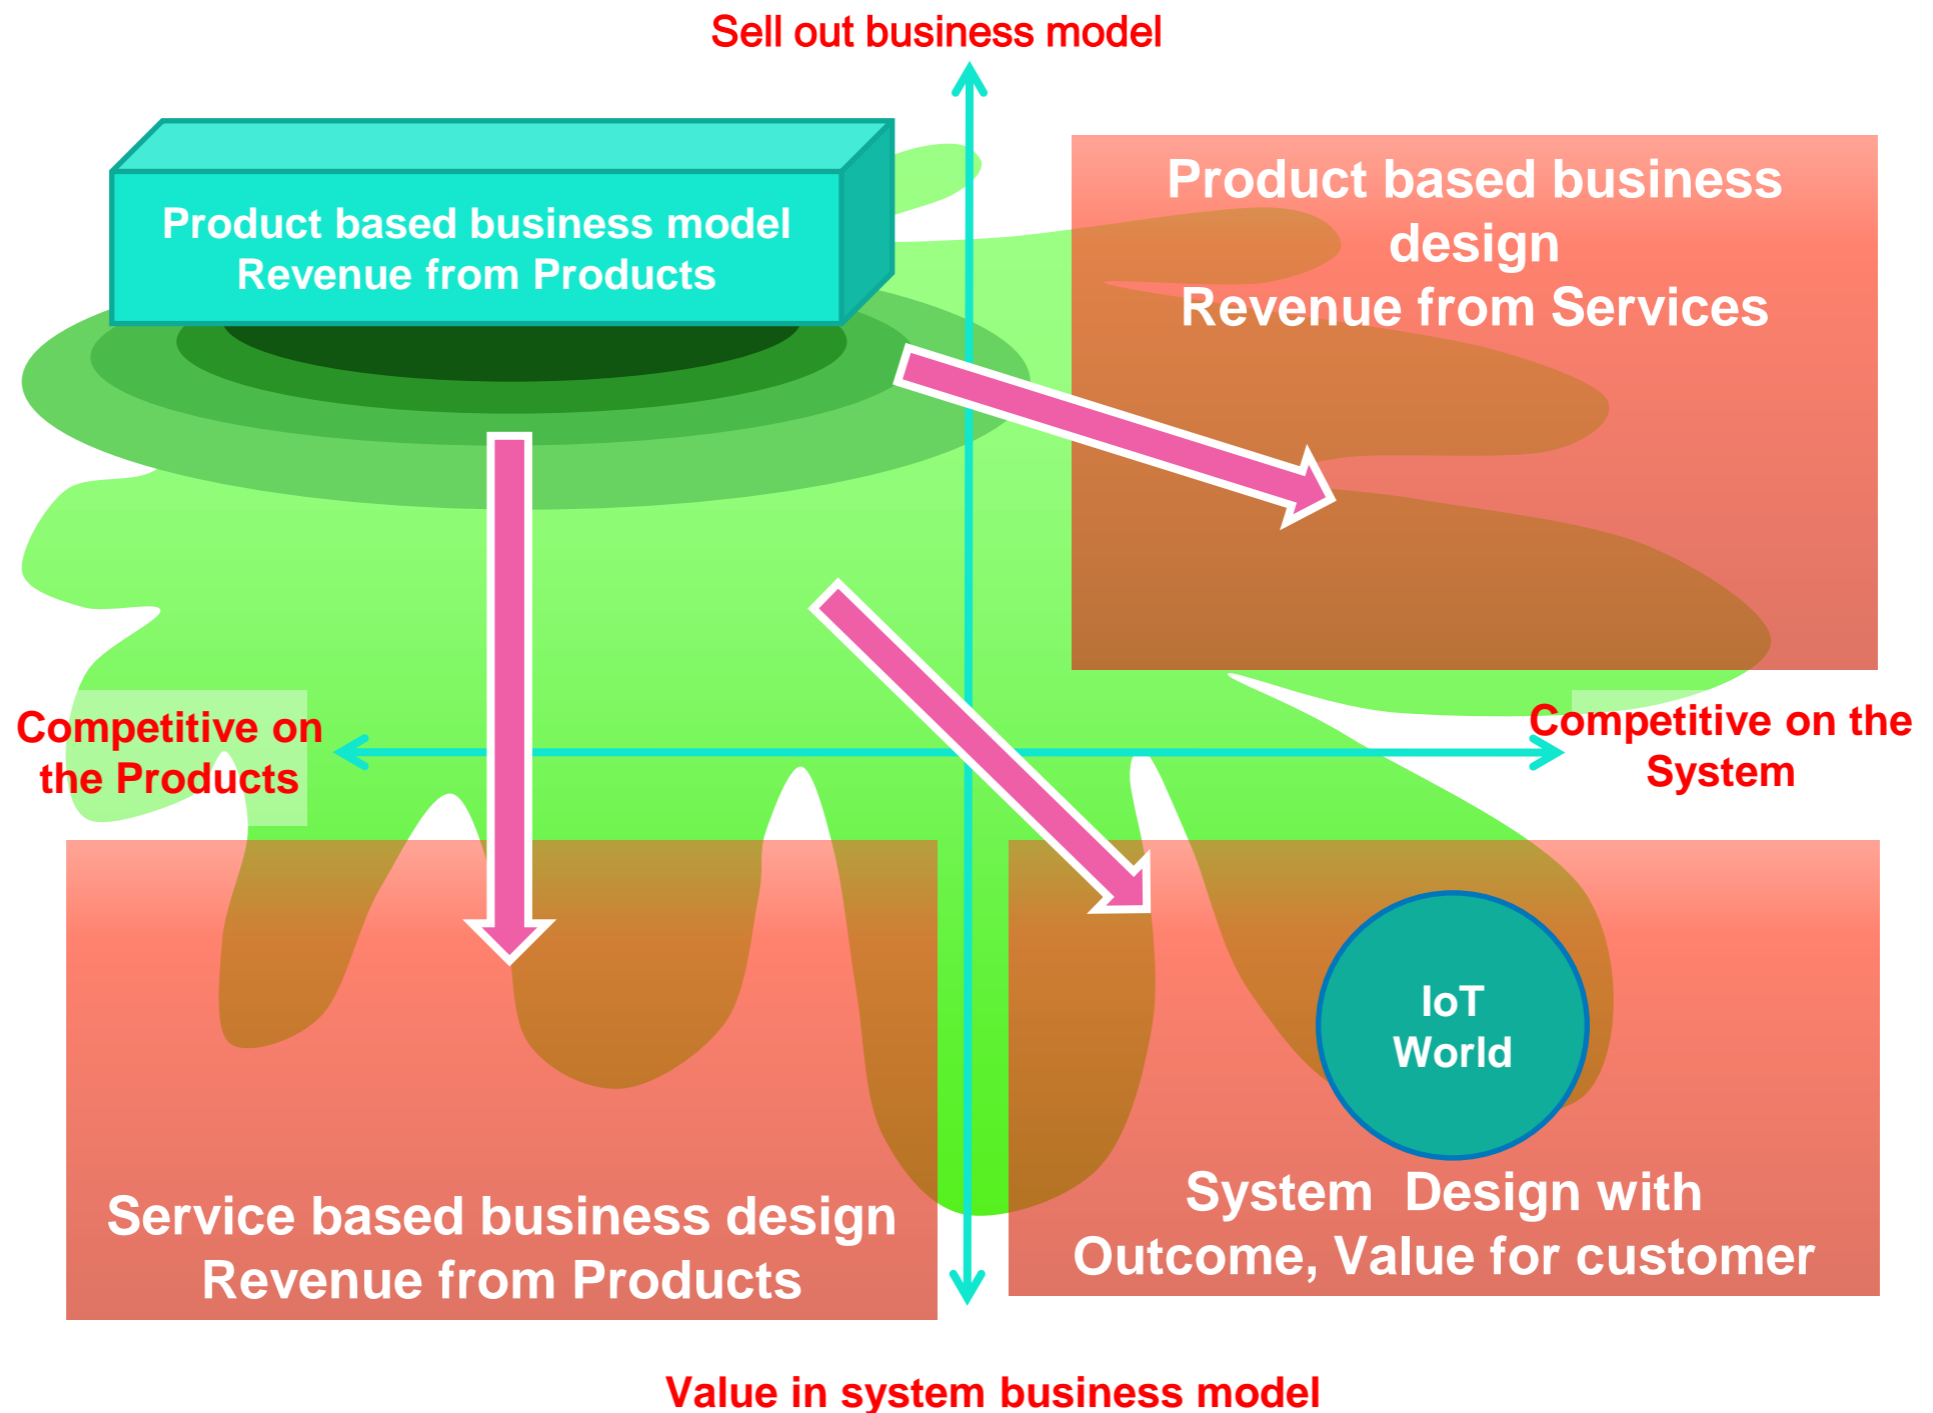 Sell out business model
Product based business model
Revenue from Products
Product based business
design
Revenue from Services
Competitive on
the Products
Competitive on the
System
IoT
World
Service based business design
Revenue from Products
System Design with
Outcome, Value for customer
Value in system business model